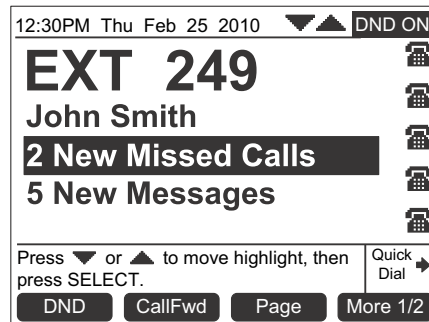 12:30PM Thu Feb 25 2010 DND ON
EXT 249
John Smith
2 New Missed Calls
5 New Messages
Press ▼ or ▲ to move highlight, then
press SELECT.
Quick
Dial
DND CallFwd Page More 1/2